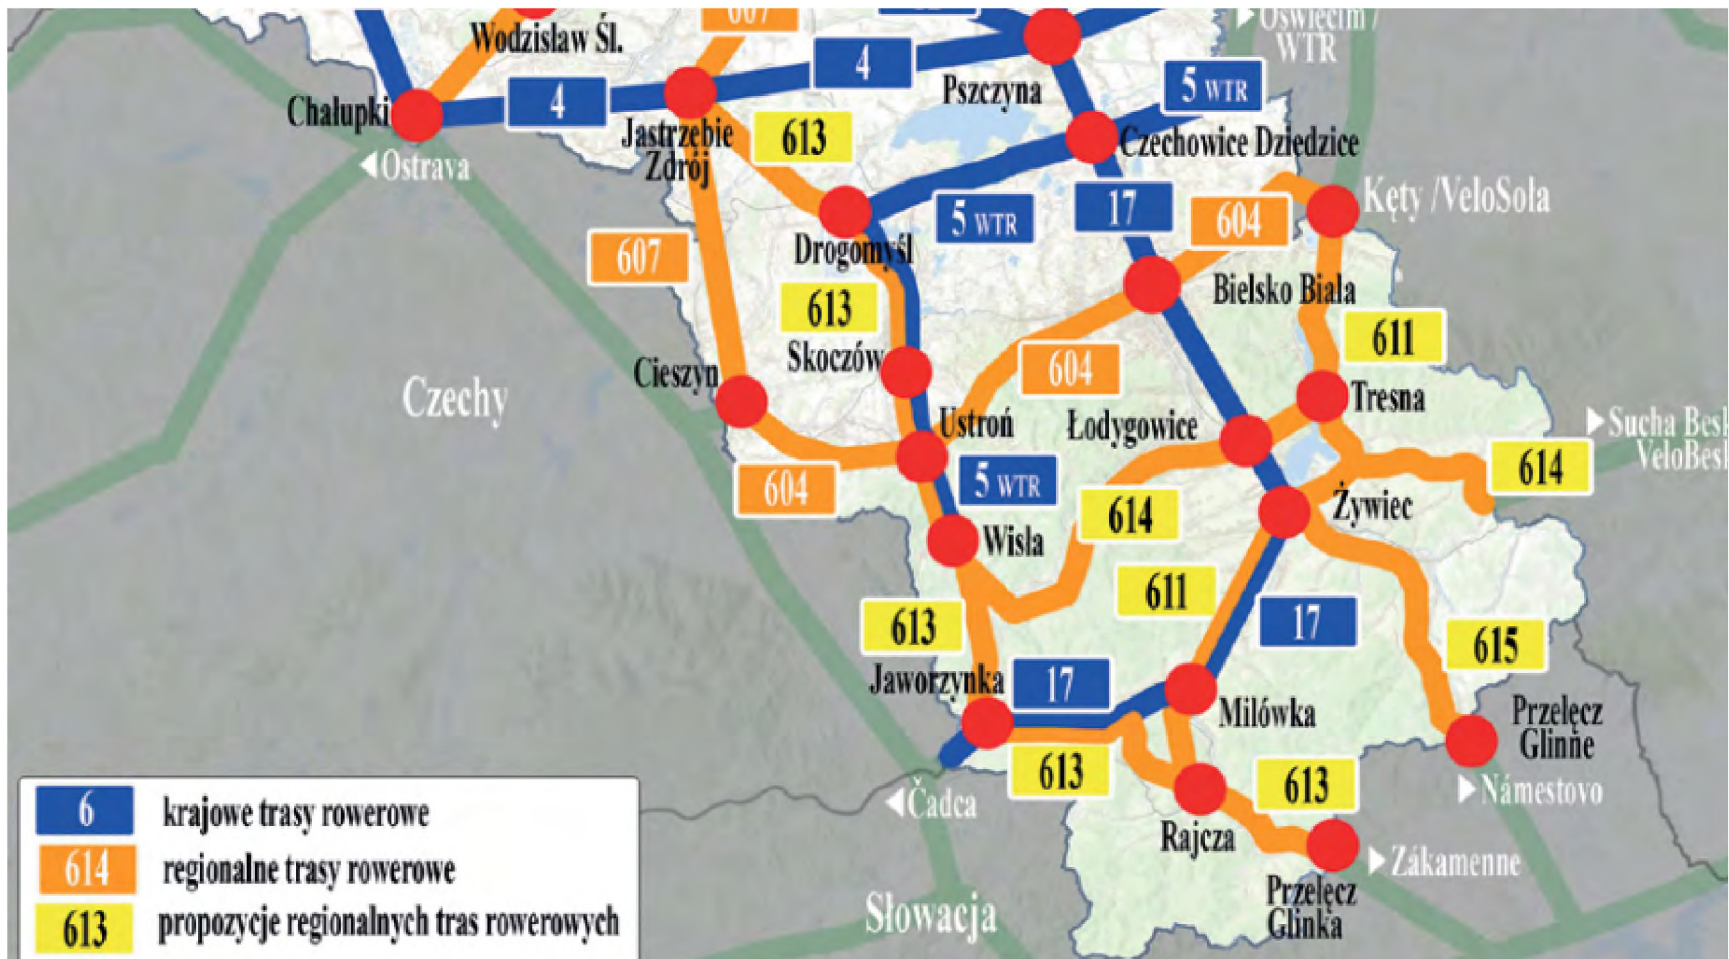 607
Oświęcim /
WTR
Wodzisław Śl.
4
4
Pszczyna
5 WTR
Chałupki
Jastrzębie
Zdrój
613
Czechowice Dziedzice
Ostrava
17
Kęty /VeloSoła
604
5 WTR
607
Drogomyśl
Bielsko Biała
613
611
Skoczów
Cieszyn
604
Czechy
Tresna
Ustroń
Łodygowice
Sucha Besk
VeloBesk
614
5 WTR
604
614
Żywiec
Wisła
611
613
17
615
Jaworzynka
17
Milówka
Przełęcz
Glinne
613
613
Námestovo
Čadca
Rajcza
Zákamenne
Przełęcz
Glinka
Słowacja
6 krajowe trasy rowerowe
614 regionalne trasy rowerowe
613 propozycje regionalnych tras rowerowych